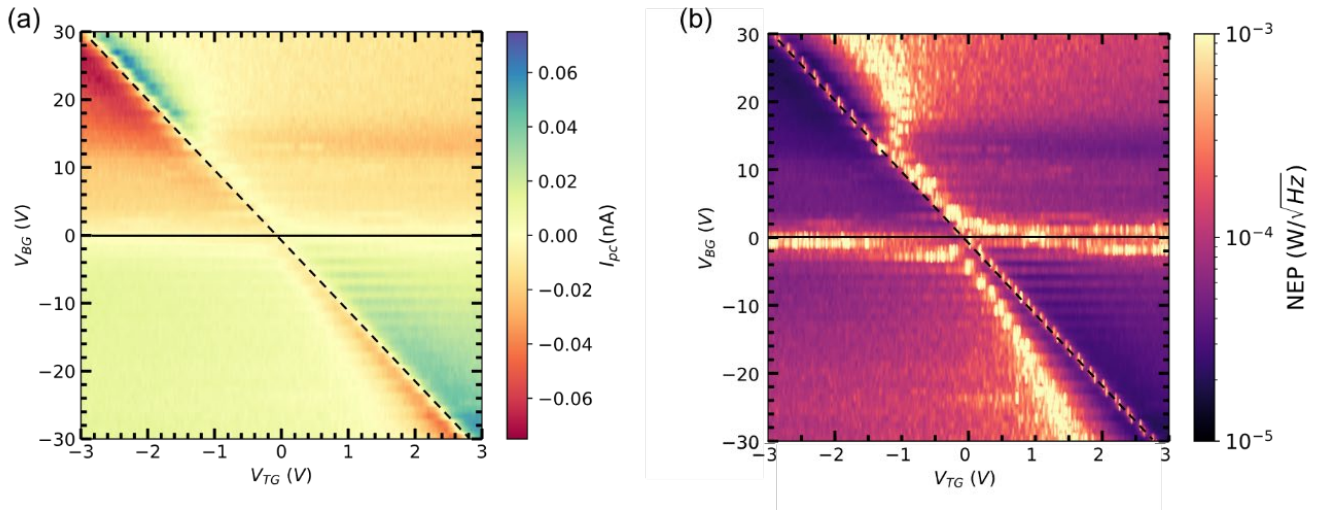 (a)
30
20
10
0
−10
−20
−30
V_BG (V)
−3 −2 −1 0 1 2 3
V_TG (V)
0.06
0.04
0.02
0.00
−0.02
−0.04
−0.06
I_pc(nA)
(b)
30
20
10
0
−10
−20
−30
V_BG (V)
−3 −2 −1 0 1 2 3
V_TG (V)
10⁻³
10⁻⁴
10⁻⁵
NEP (W/√Hz)